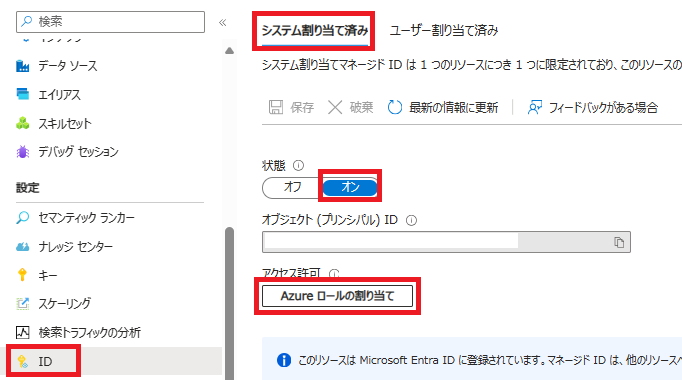 検索
«
データ ソース
エイリアス
スキルセット
デバッグ セッション
設定
セマンティック ランカー
ナレッジ センター
キー
スケーリング
検索トラフィックの分析
ID
システム割り当て済み ユーザー割り当て済み
システム割り当てマネージド ID は 1 つのリソースにつき 1 つに限定されており、このリソースの
保存 破棄 最新の情報に更新 フィードバックがある場合
状態
オフ オン
オブジェクト (プリンシパル) ID
アクセス許可
Azure ロールの割り当て
このリソースは Microsoft Entra ID に登録されています。マネージド ID は、他のリソースへ